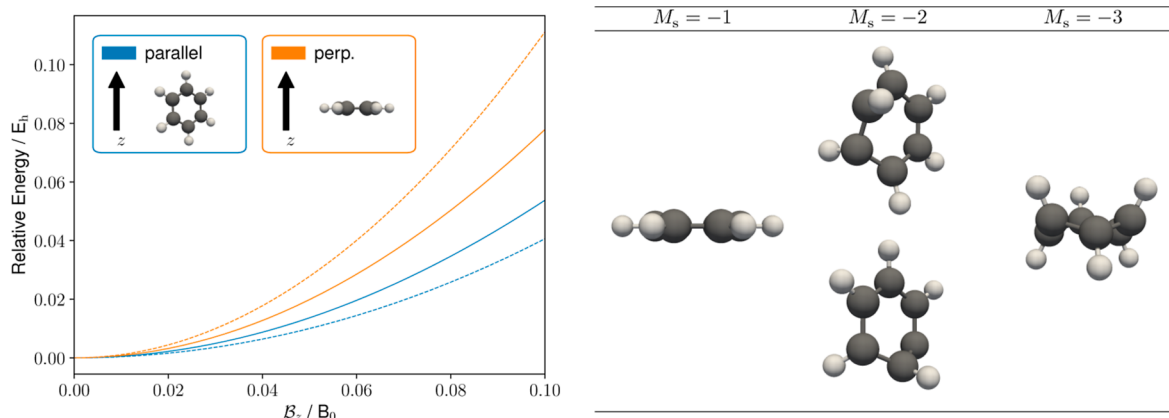 Relative Energy / Eₕ
0.10
0.08
0.06
0.04
0.02
0.00
parallel
z
perp.
z
0.00 0.02 0.04 0.06 0.08 0.10
ℬ_z / B₀
Mₛ = −1 Mₛ = −2 Mₛ = −3